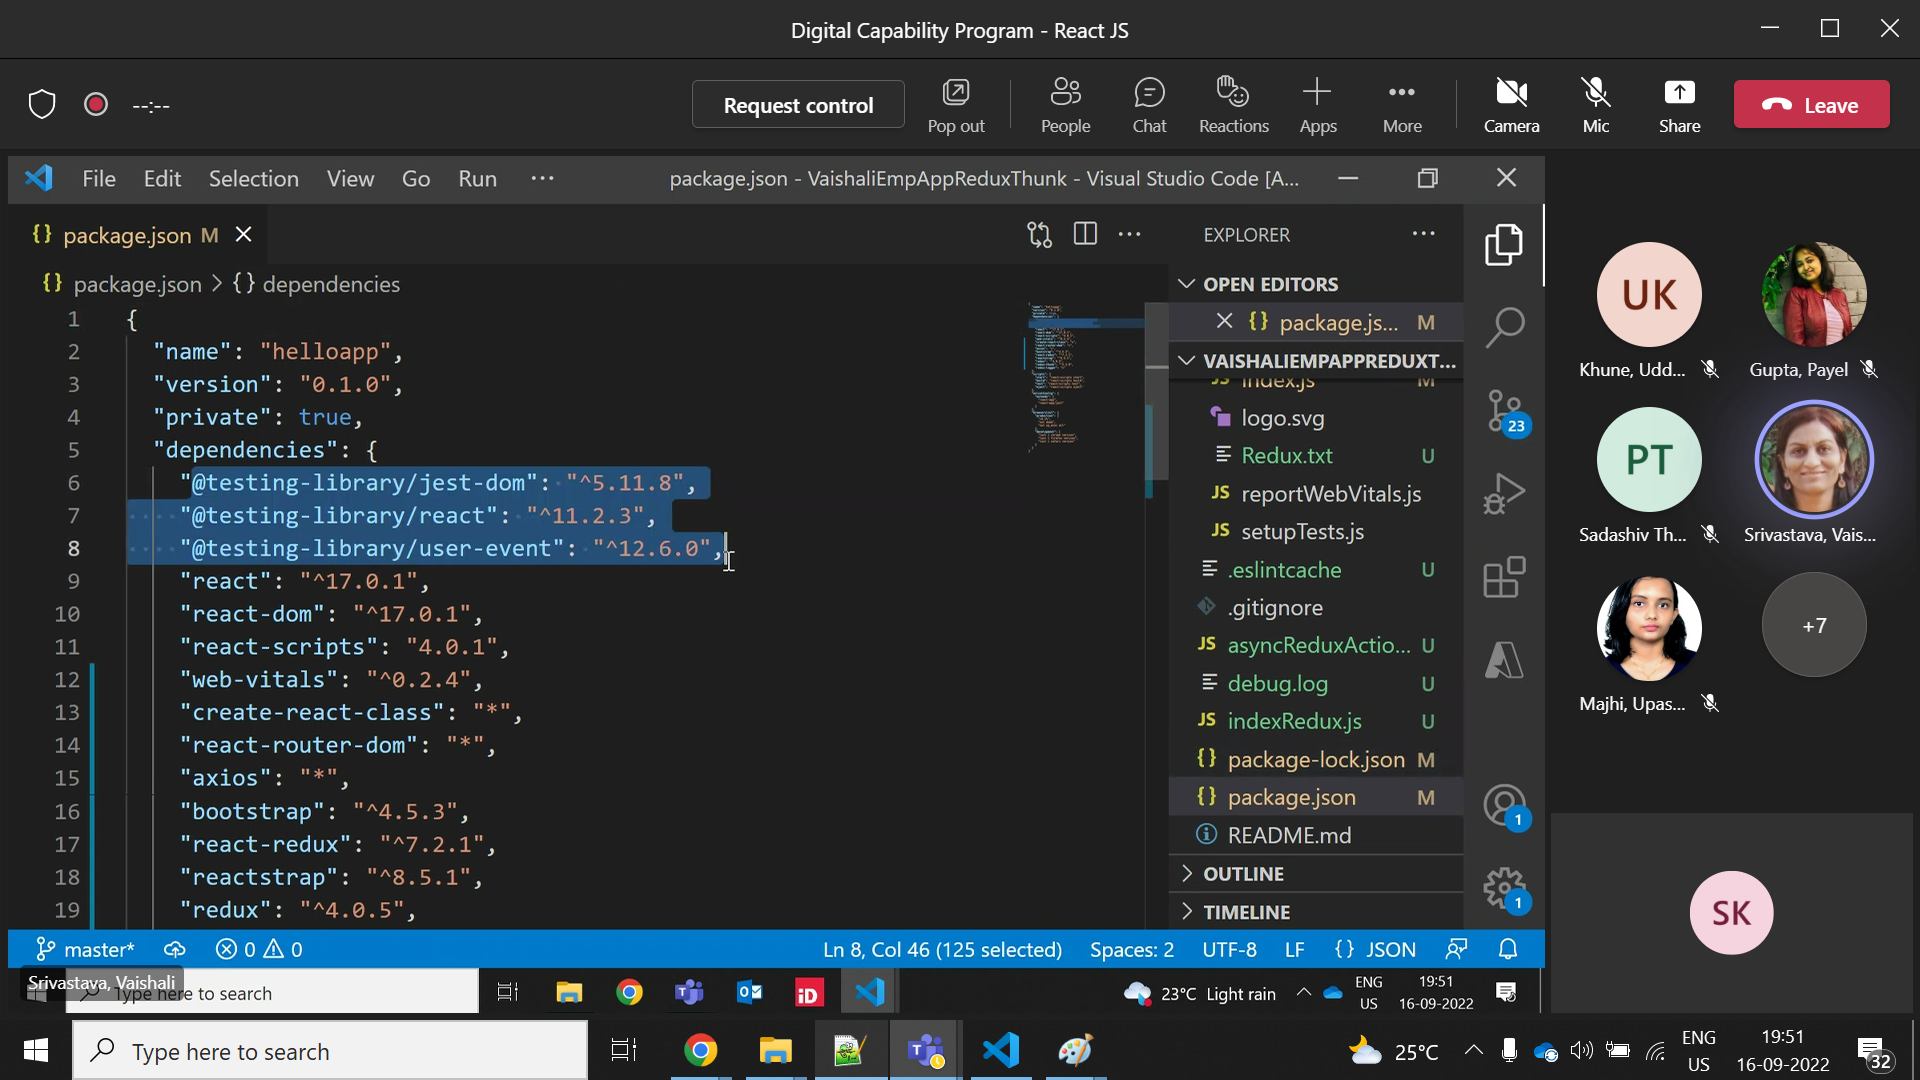 Digital Capability Program - React JS
--:--
Request control
Pop out
People
Chat
Reactions
Apps
More
Camera
Mic
Share
Leave
File Edit Selection View Go Run ···
package.json - VaishaliEmpAppReduxThunk - Visual Studio Code [A...
{} package.json M
{} package.json > {} dependencies
1 {
2 "name": "helloapp",
3 "version": "0.1.0",
4 "private": true,
5 "dependencies": {
6 "@testing-library/jest-dom": "^5.11.8",
7 "@testing-library/react": "^11.2.3",
8 "@testing-library/user-event": "^12.6.0",
9 "react": "^17.0.1",
10 "react-dom": "^17.0.1",
11 "react-scripts": "4.0.1",
12 "web-vitals": "^0.2.4",
13 "create-react-class": "*",
14 "react-router-dom": "*",
15 "axios": "*",
16 "bootstrap": "^4.5.3",
17 "react-redux": "^7.2.1",
18 "reactstrap": "^8.5.1",
19 "redux": "^4.0.5",
EXPLORER
OPEN EDITORS
{} package.js... M
VAISHALIEMPAPPREDUXT...
JS index.js M
logo.svg
Redux.txt U
JS reportWebVitals.js
JS setupTests.js
.eslintcache U
.gitignore
JS asyncReduxActio... U
debug.log U
JS indexRedux.js U
{} package-lock.json M
{} package.json M
README.md
OUTLINE
TIMELINE
23
1
1
master*
0 0
Ln 8, Col 46 (125 selected)
Spaces: 2
UTF-8
LF
{} JSON
Srivastava, Vaishali
Type here to search
iD
23°C Light rain
ENG
US
19:51
16-09-2022
UK
Khune, Udd...
Gupta, Payel
PT
Sadashiv Th...
Srivastava, Vais...
Majhi, Upas...
+7
SK
Type here to search
25°C
ENG
US
19:51
16-09-2022
32